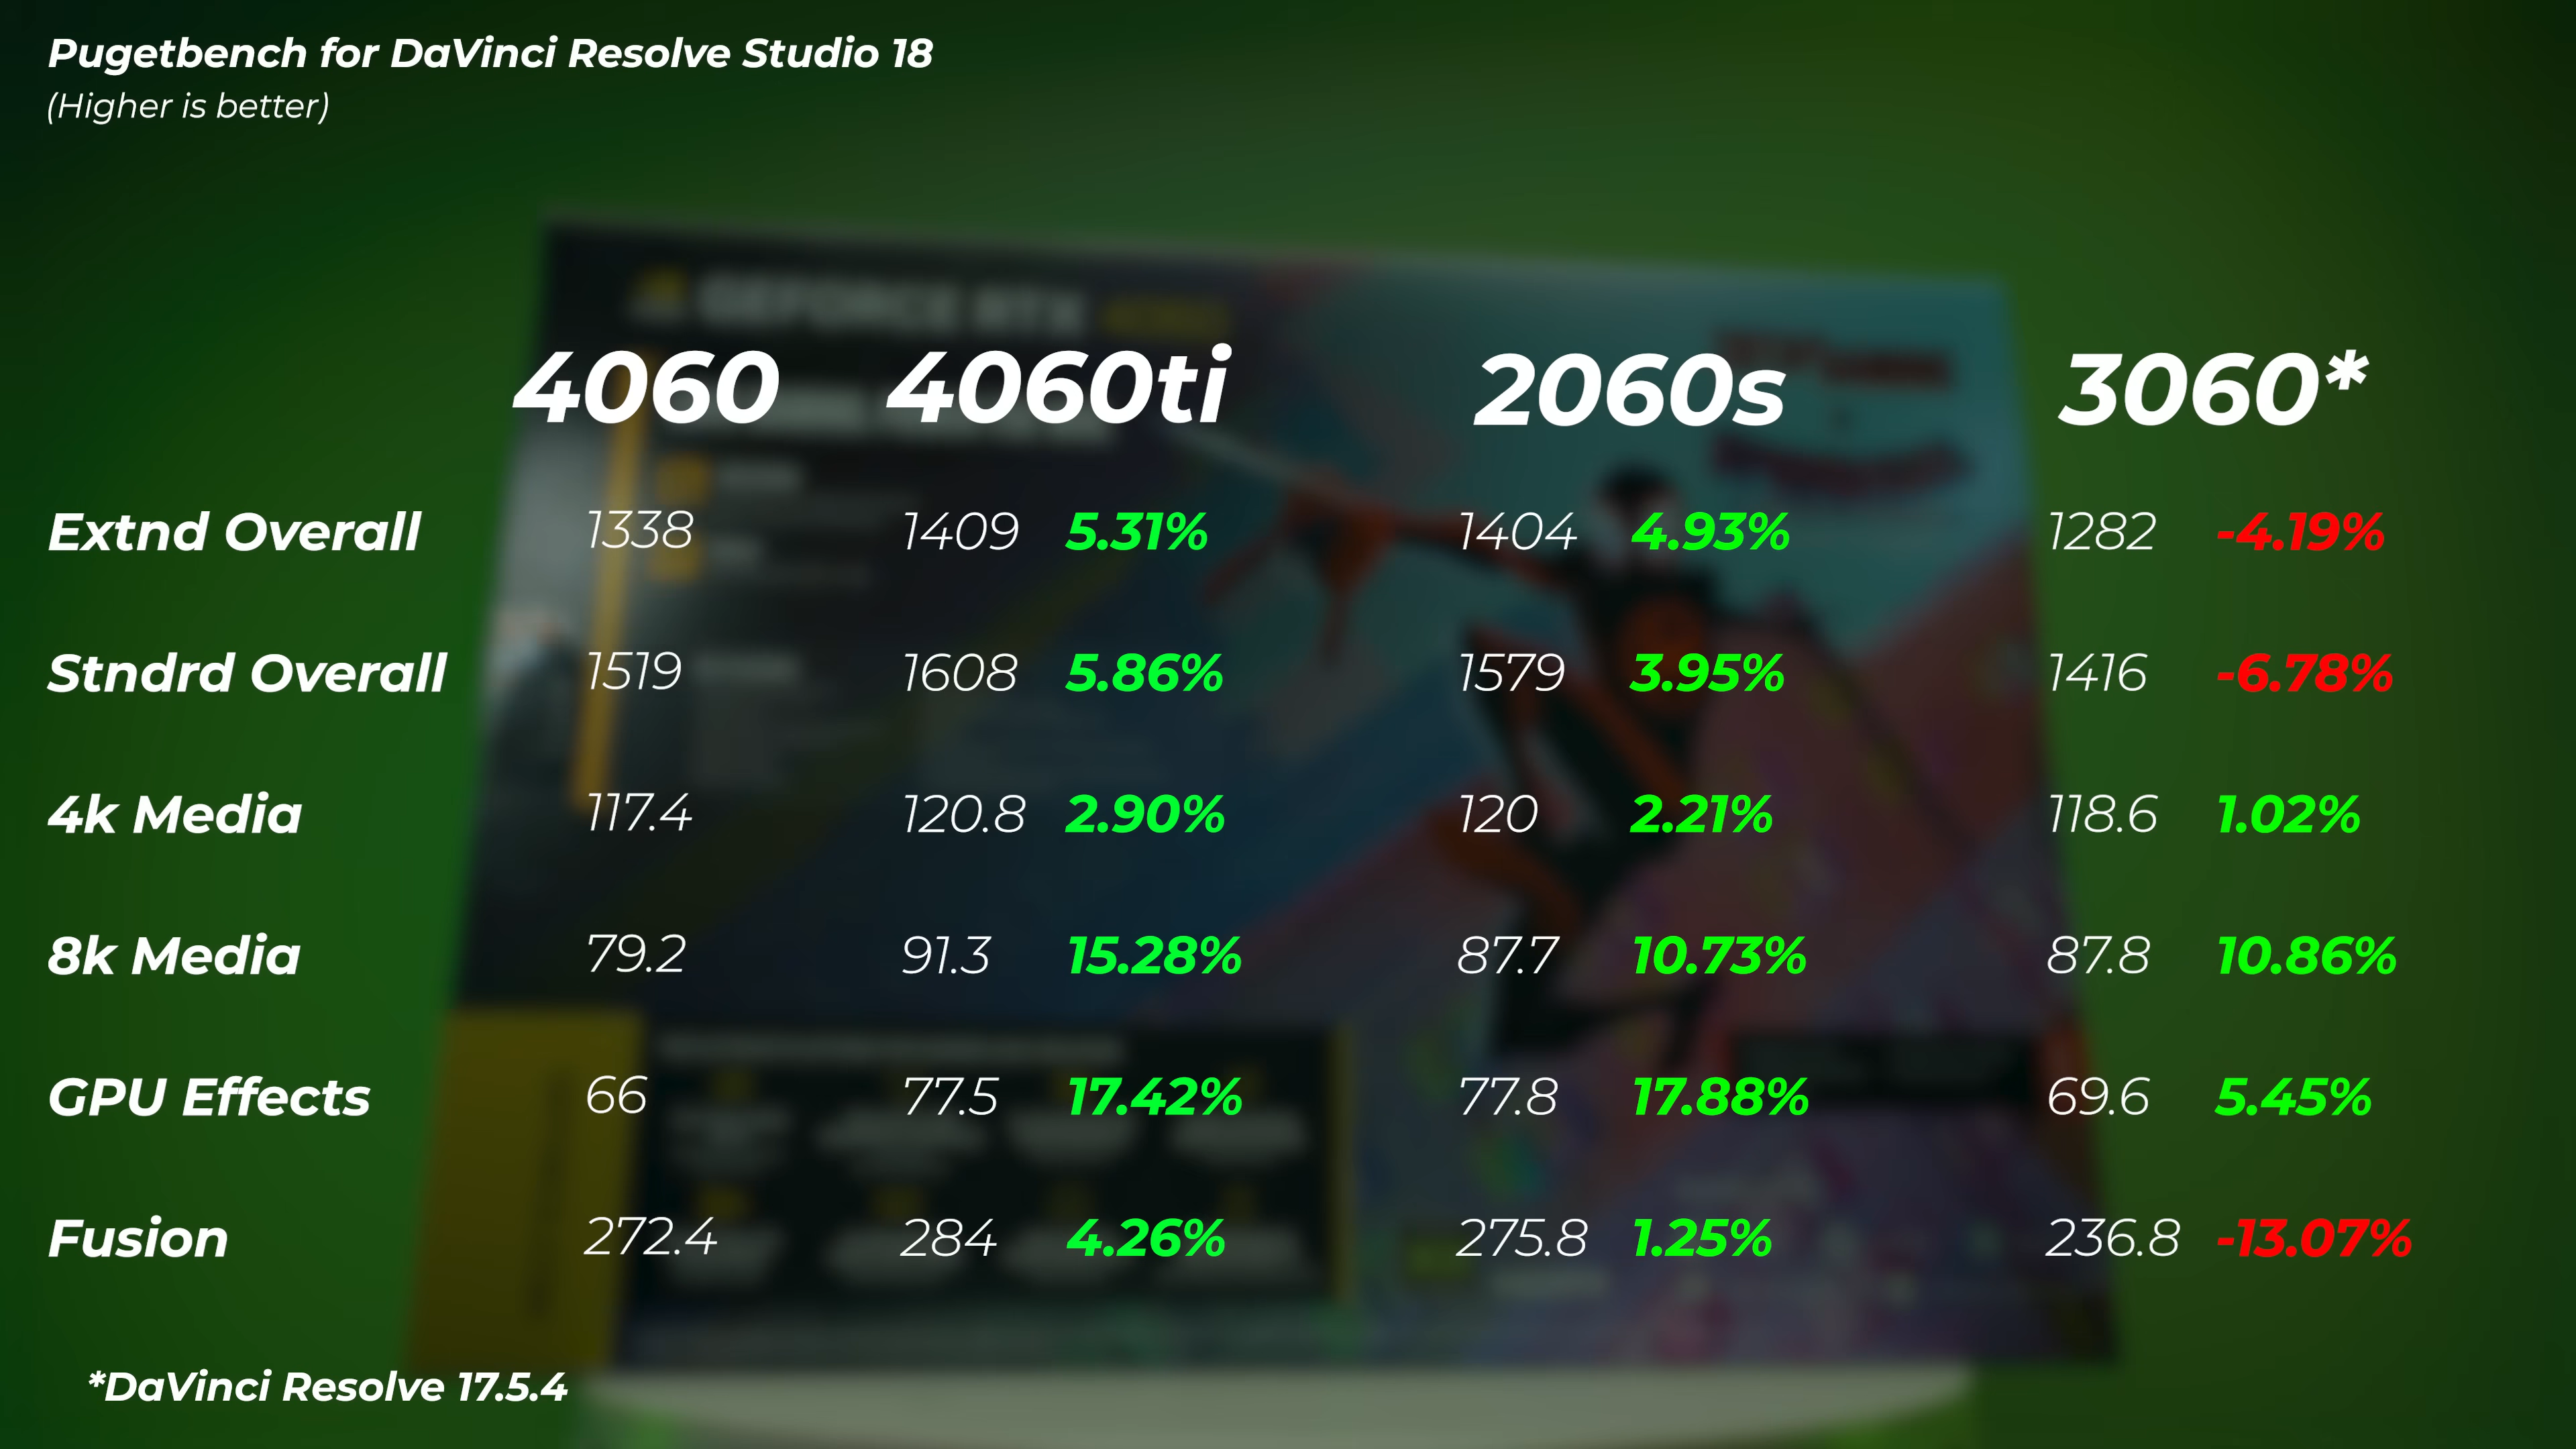 Pugetbench for DaVinci Resolve Studio 18
(Higher is better)
GEFORCE RTX 4060
4060 4060ti 2060s 3060*
Extnd Overall 1338 1409 5.31% 1404 4.93% 1282 -4.19%
Stndrd Overall 1519 1608 5.86% 1579 3.95% 1416 -6.78%
4k Media 117.4 120.8 2.90% 120 2.21% 118.6 1.02%
8k Media 79.2 91.3 15.28% 87.7 10.73% 87.8 10.86%
GPU Effects 66 77.5 17.42% 77.8 17.88% 69.6 5.45%
Fusion 272.4 284 4.26% 275.8 1.25% 236.8 -13.07%
*DaVinci Resolve 17.5.4